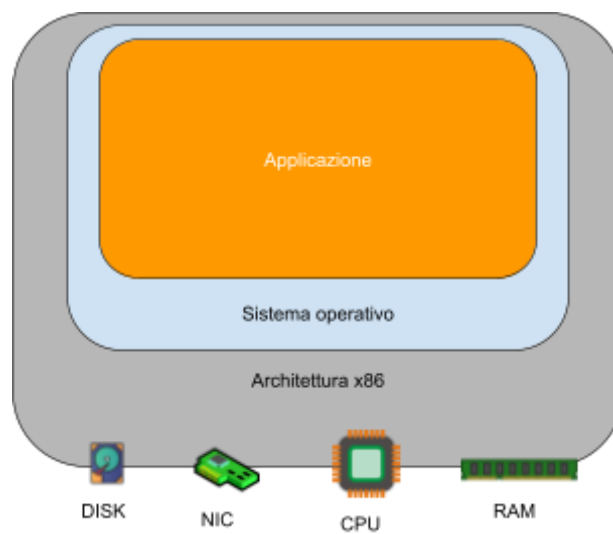 Applicazione
Sistema operativo
Architettura x86
DISK
NIC
CPU
RAM